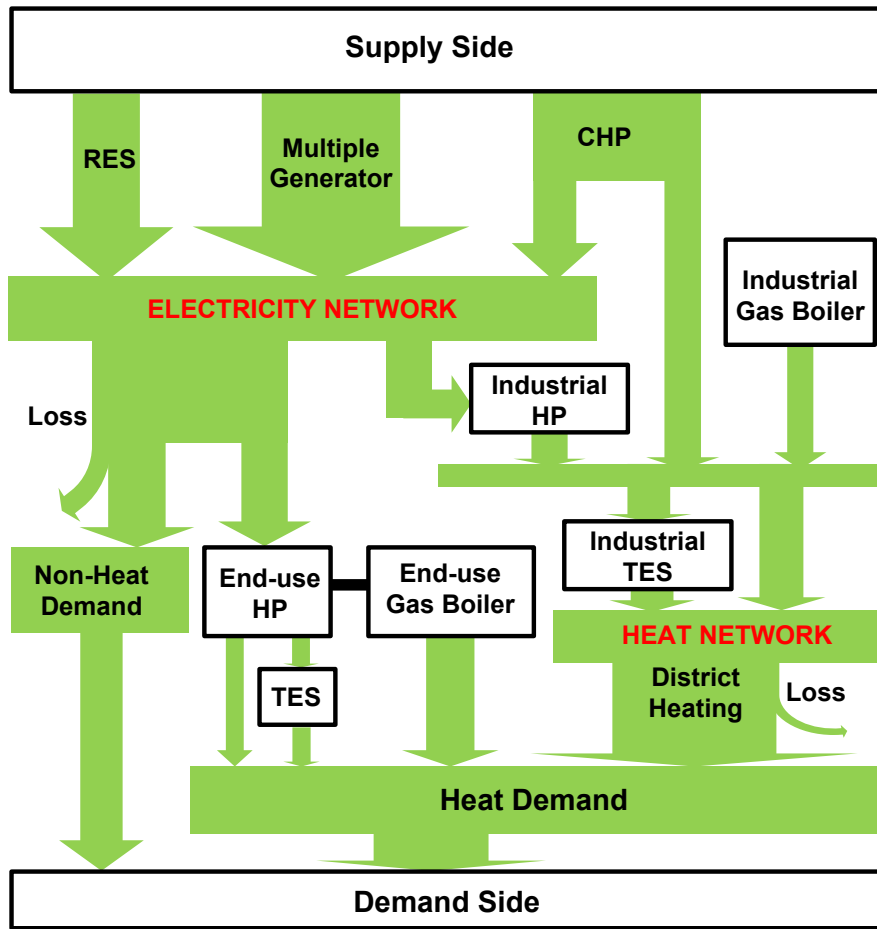 Supply Side
RES
Multiple
Generator
CHP
Industrial
Gas Boiler
ELECTRICITY NETWORK
Loss
Industrial
HP
Industrial
TES
Non-Heat
Demand
End-use
HP
End-use
Gas Boiler
HEAT NETWORK
TES
District
Heating
Loss
Heat Demand
Demand Side